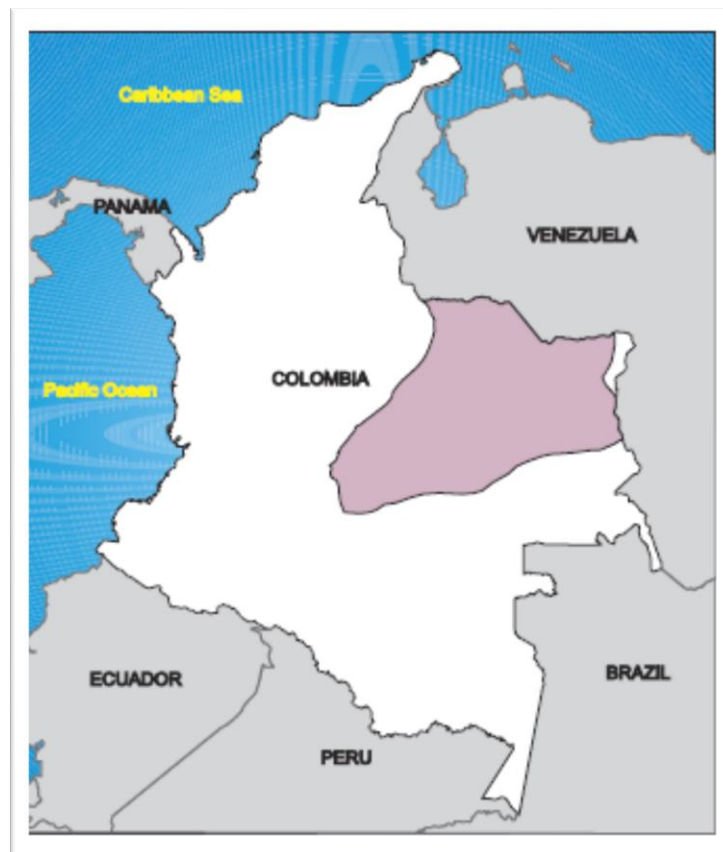 Caribbean Sea
PANAMA
VENEZUELA
COLOMBIA
Pacific Ocean
ECUADOR
BRAZIL
PERU